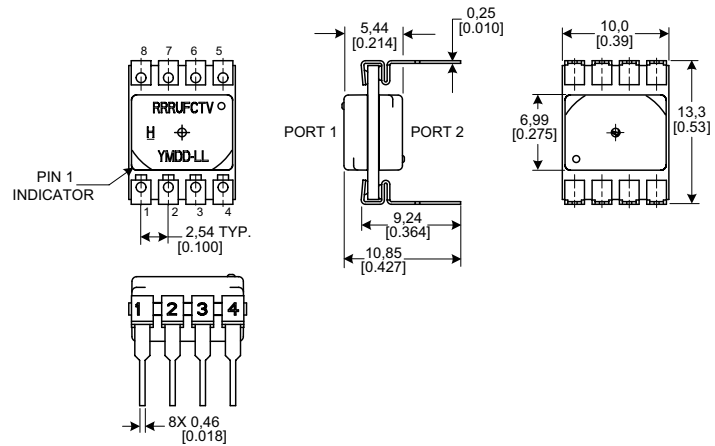 8 7 6 5
RRRUFCTV
H
YMDD-LL
PIN 1
INDICATOR
1 2 3 4
2,54 TYP.
[0.100]
5,44
[0.214]
0,25
[0.010]
PORT 1
PORT 2
9,24
[0.364]
10,85
[0.427]
10,0
[0.39]
6,99
[0.275]
13,3
[0.53]
1 2 3 4
8X 0,46
[0.018]